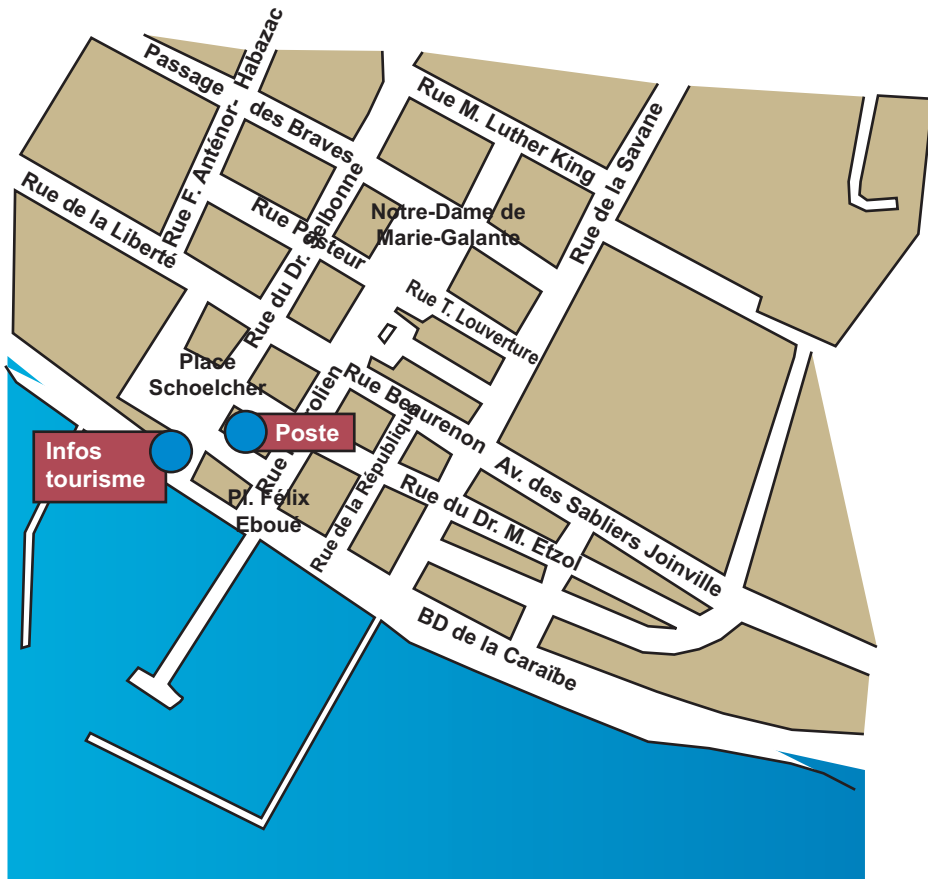 Passage des Braves
Rue F. Anténor- Habazac
Rue M. Luther King
Rue de la Savane
Rue de la Liberté
Rue Pasteur
Notre-Dame de
Marie-Galante
Rue du Dr.
Rue T. Louverture
Place
Schoelcher
Rue Beaurenon
Poste
Infos
tourisme
Rue
Pl. Félix
Eboué
Rue de la République
Rue du Dr. M. Etzol
Av. des Sabliers Joinville
BD de la Caraïbe